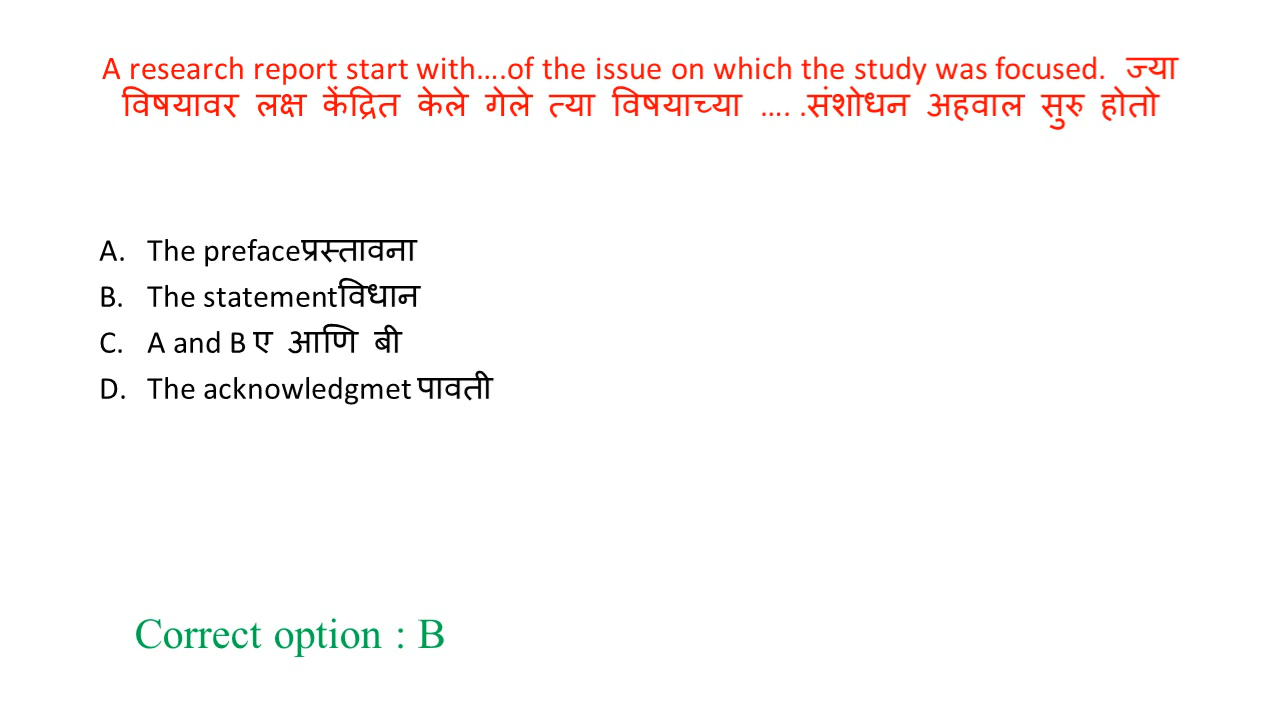 A research report start with….of the issue on which the study was focused. ज्या
विषयावर लक्ष केंद्रित केले गेले त्या विषयाच्या …. .संशोधन अहवाल सुरु होतो
A. The prefaceप्रस्तावना
B. The statementविधान
C. A and B ए आणि बी
D. The acknowledgmet पावती
Correct option : B